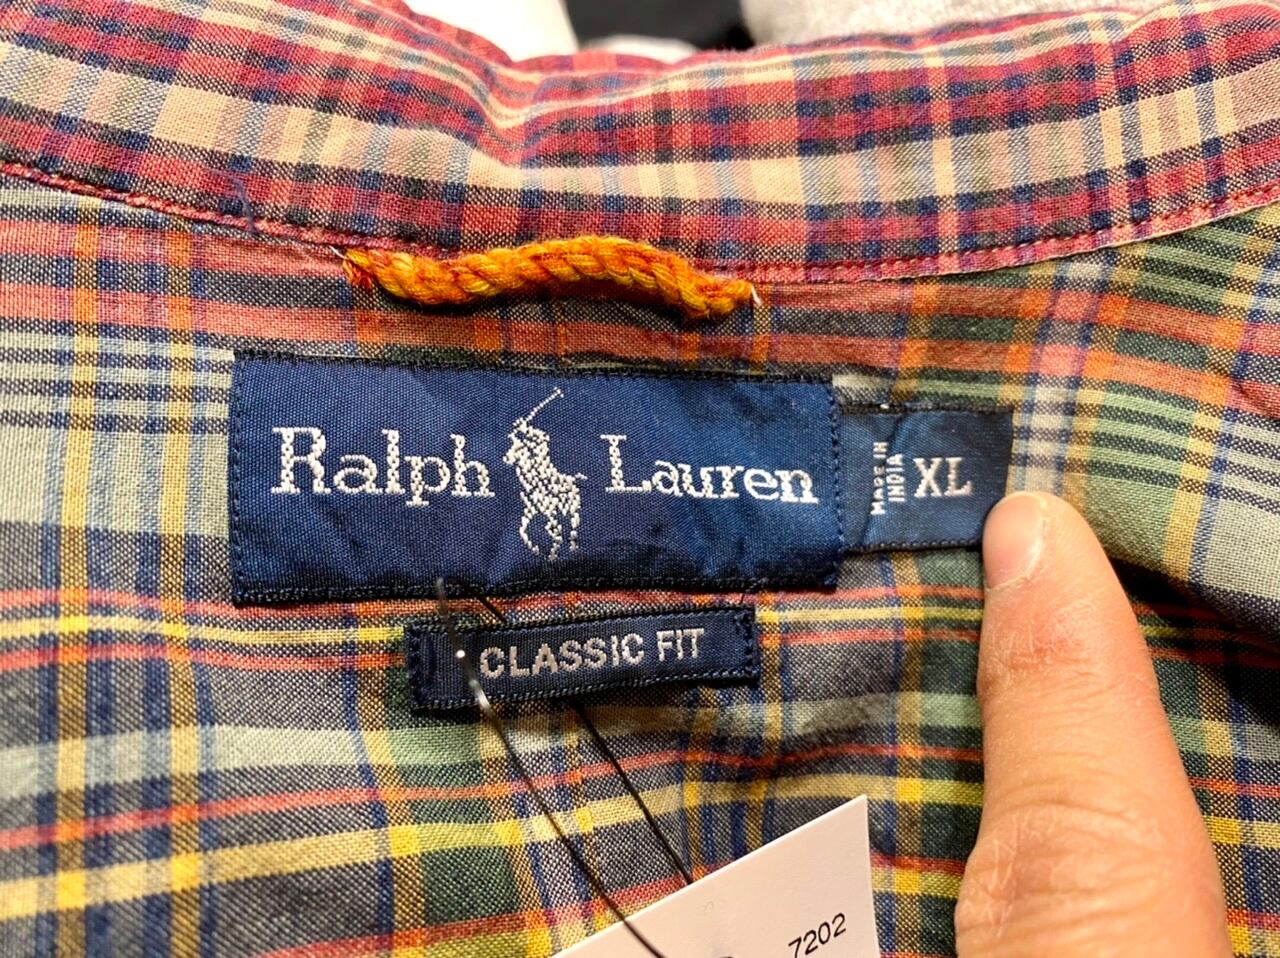 Ralph Lauren
MADE IN
INDIA
XL
CLASSIC FIT
7202